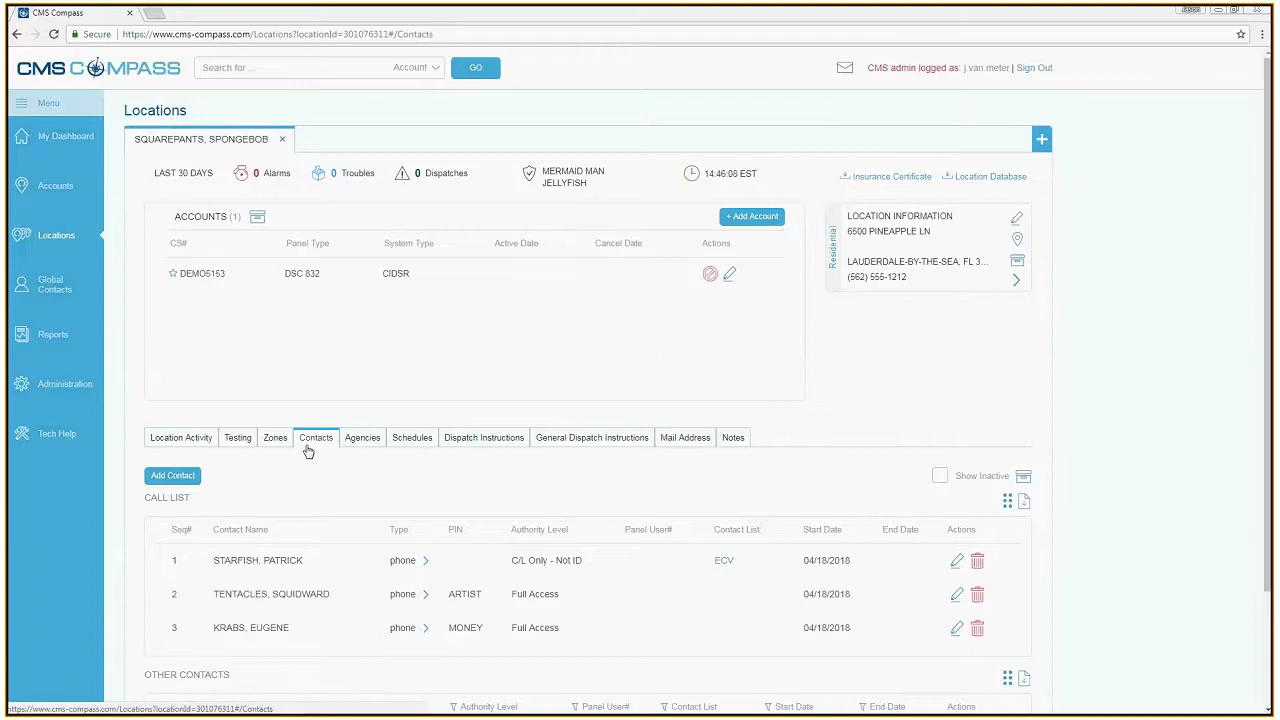 CMS Compass
Jason
Secure https://www.cms-compass.com/Locations?locationId=301076311#/Contacts
CMS COMPASS Search for ... Account GO CMS admin logged as: j van.meter | Sign Out
Menu
My Dashboard
Accounts
Locations
Global Contacts
Reports
Administration
Tech Help
Locations
SQUAREPANTS, SPONGEBOB × +
LAST 30 DAYS 0 Alarms 0 Troubles 0 Dispatches MERMAID MAN JELLYFISH 14:46:08 EST Insurance Certificate Location Database
ACCOUNTS (1) + Add Account
CS# Panel Type System Type Active Date Cancel Date Actions
DEMO5153 DSC 832 CIDSR
Residential
LOCATION INFORMATION
6500 PINEAPPLE LN
LAUDERDALE-BY-THE-SEA, FL 3...
(562) 555-1212
Location Activity Testing Zones Contacts Agencies Schedules Dispatch Instructions General Dispatch Instructions Mail Address Notes
Add Contact Show Inactive
CALL LIST
Seq# Contact Name Type PIN Authority Level Panel User# Contact List Start Date End Date Actions
1 STARFISH, PATRICK phone C/L Only - Not ID ECV 04/18/2018
2 TENTACLES, SQUIDWARD phone ARTIST Full Access 04/18/2018
3 KRABS, EUGENE phone MONEY Full Access 04/18/2018
OTHER CONTACTS
Authority Level Panel User# Contact List Start Date End Date Actions
https://www.cms-compass.com/Locations?locationId=301076311#/Contacts